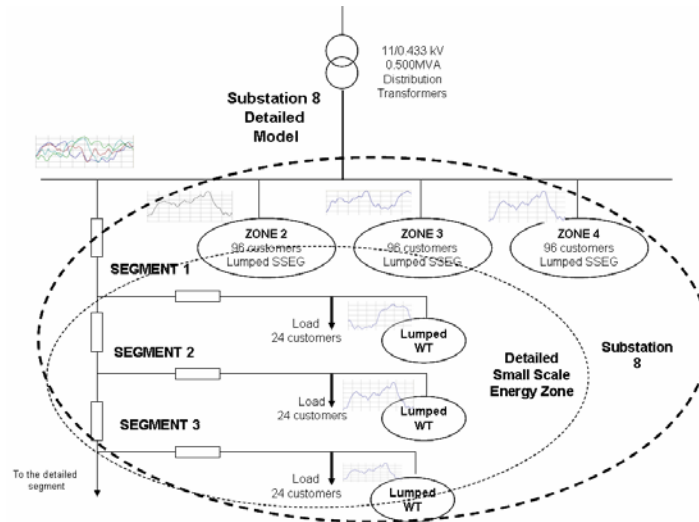 11/0.433 kV
0.500MVA
Distribution
Transformers
Substation 8
Detailed
Model
ZONE 2
96 customers
Lumped SSEG
ZONE 3
96 customers
Lumped SSEG
ZONE 4
96 customers
Lumped SSEG
SEGMENT 1
Load
24 customers
Lumped
WT
SEGMENT 2
Load
24 customers
Lumped
WT
Detailed
Small Scale
Energy Zone
Substation
8
SEGMENT 3
Load
24 customers
Lumped
WT
To the detailed
segment